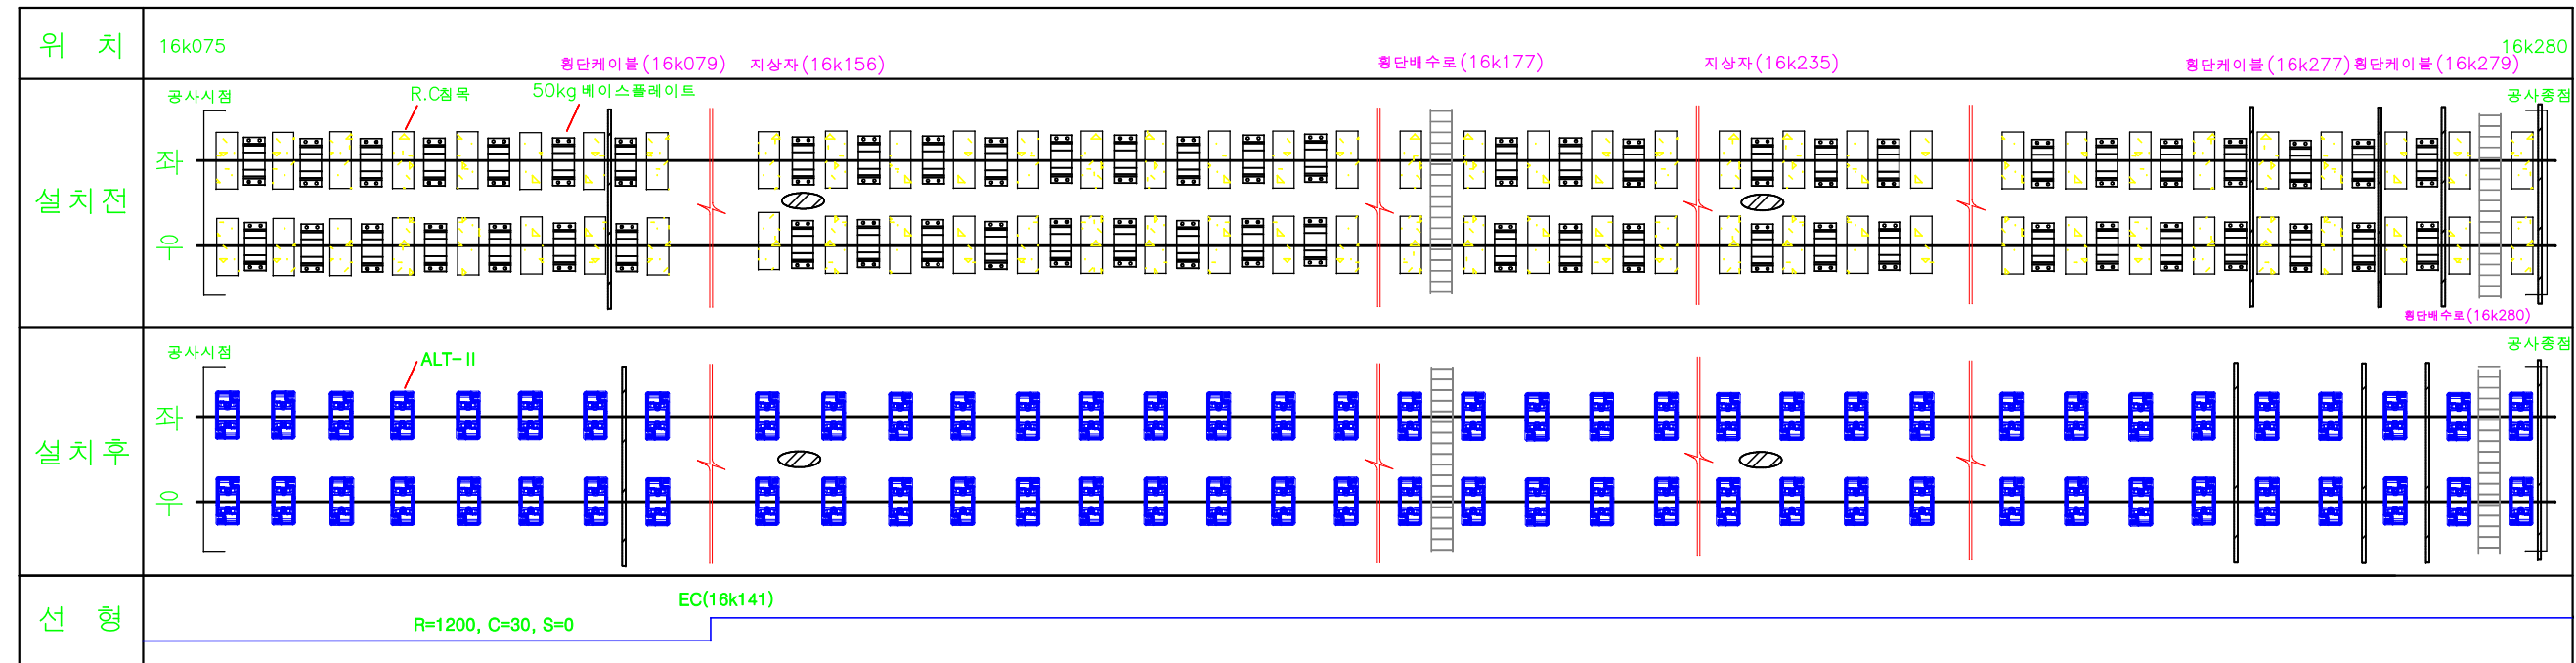 위 치
16k075
16k280
횡단케이블(16k079)
지상자(16k156)
횡단배수로(16k177)
지상자(16k235)
횡단케이블(16k277)
횡단케이블(16k279)
설치전
공사시점
R.C침목
50kg 베이스플레이트
공사종점
좌
우
횡단배수로(16k280)
설치후
공사시점
ALT-II
공사종점
좌
우
선 형
R=1200, C=30, S=0
EC(16k141)